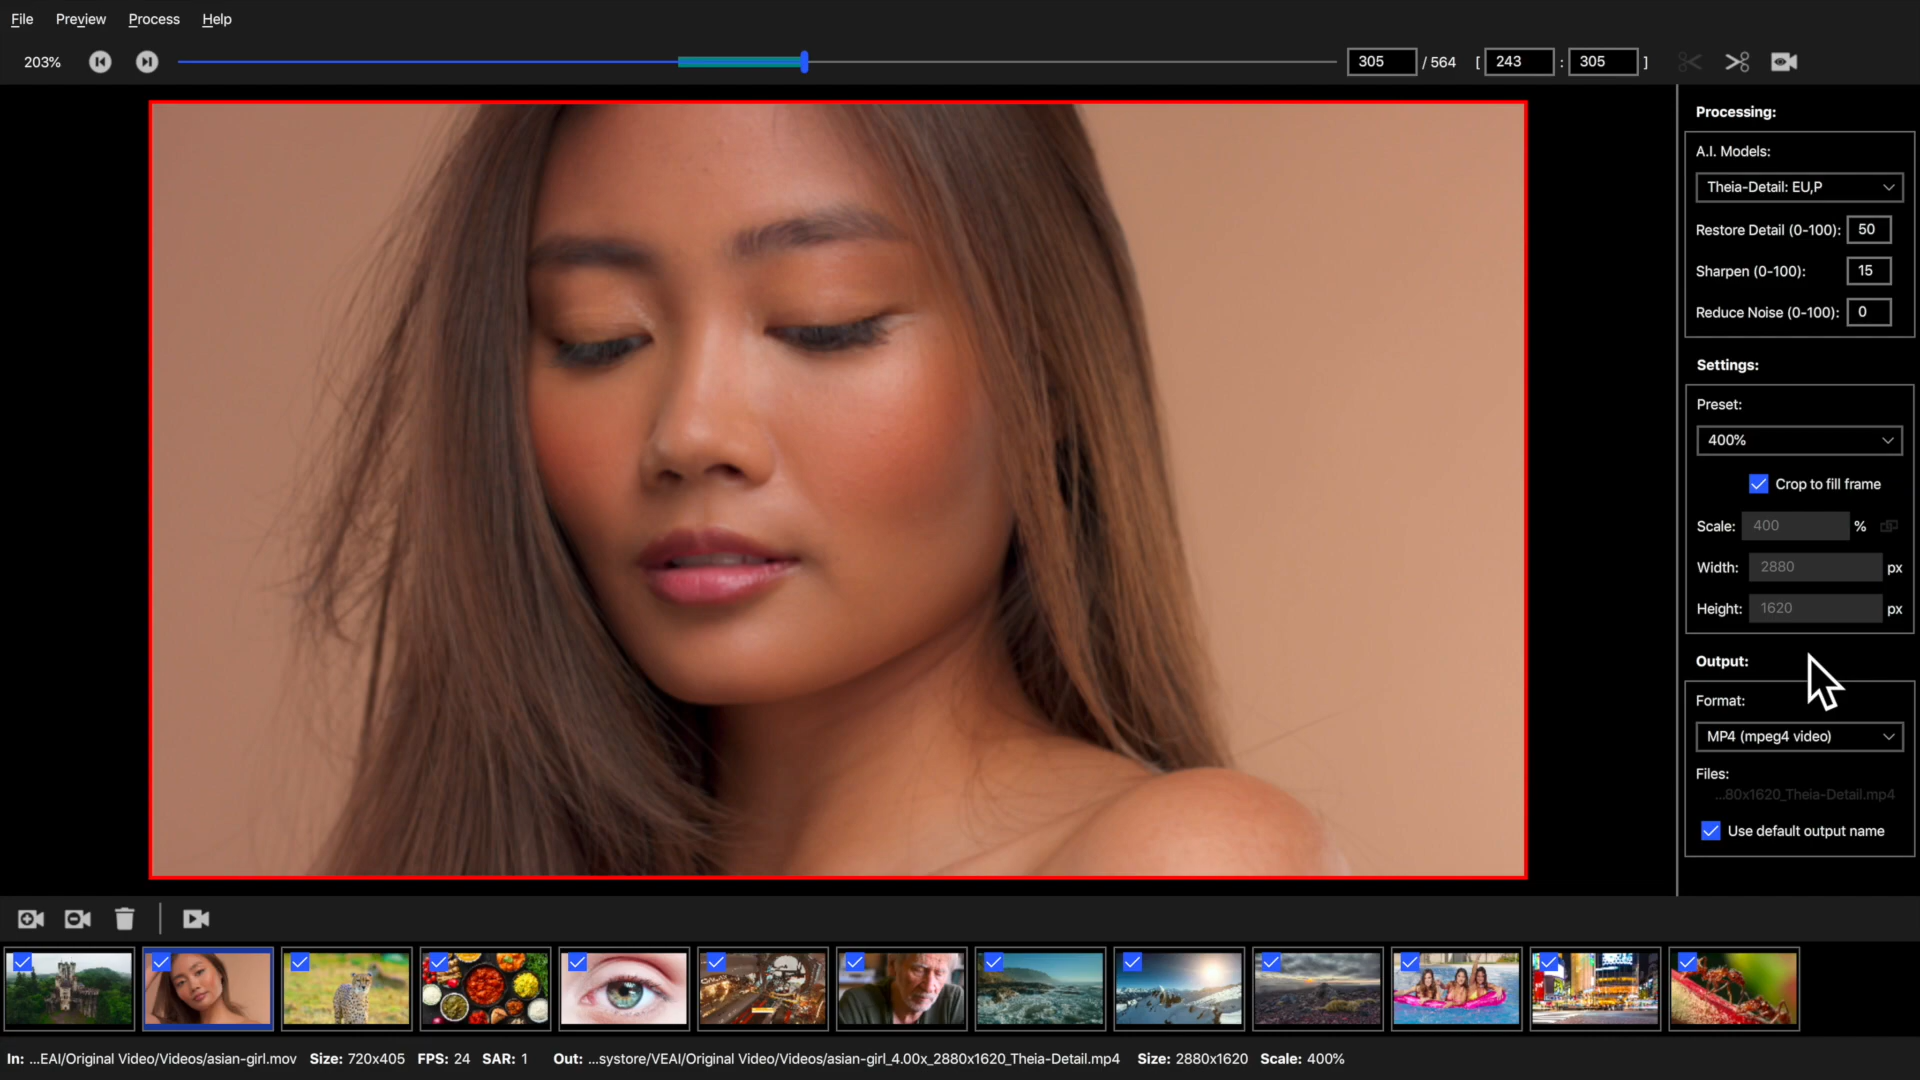 File Preview Process Help
203% 305 / 564 [ 243 : 305 ]
Processing:
A.I. Models:
Theia-Detail: EU,P
Restore Detail (0-100): 50
Sharpen (0-100): 15
Reduce Noise (0-100): 0
Settings:
Preset:
400%
Crop to fill frame
Scale: 400 %
Width: 2880 px
Height: 1620 px
Output:
Format:
MP4 (mpeg4 video)
Files:
...80x1620_Theia-Detail.mp4
Use default output name
In: ...EAI/Original Video/Videos/asian-girl.mov Size: 720x405 FPS: 24 SAR: 1 Out: ...systore/VEAI/Original Video/Videos/asian-girl_4.00x_2880x1620_Theia-Detail.mp4 Size: 2880x1620 Scale: 400%